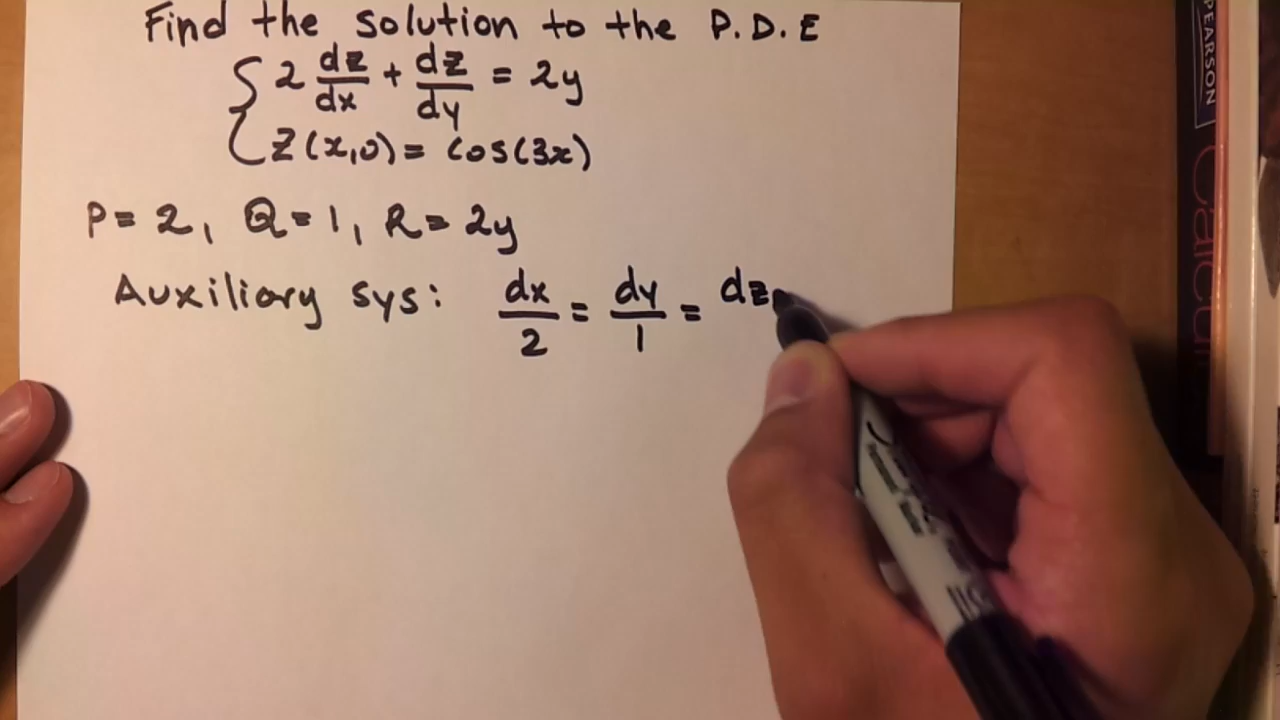 Find the solution to the P.D.E
2 dz/dx + dz/dy = 2y
z(x,0) = cos(3x)
P = 2, Q = 1, R = 2y
Auxiliary sys: dx/2 = dy/1 = dz
PEARSON
Calcu